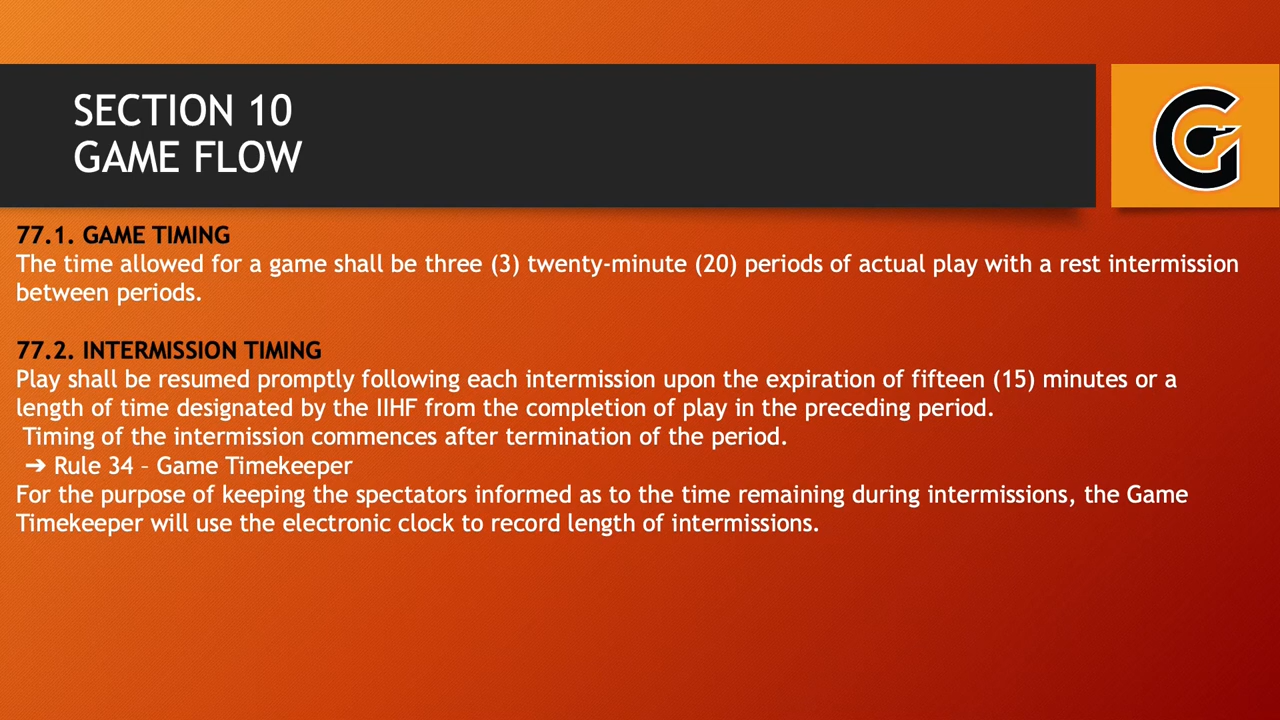 SECTION 10
GAME FLOW
77.1. GAME TIMING
The time allowed for a game shall be three (3) twenty-minute (20) periods of actual play with a rest intermission
between periods.
77.2. INTERMISSION TIMING
Play shall be resumed promptly following each intermission upon the expiration of fifteen (15) minutes or a
length of time designated by the IIHF from the completion of play in the preceding period.
Timing of the intermission commences after termination of the period.
➔ Rule 34 – Game Timekeeper
For the purpose of keeping the spectators informed as to the time remaining during intermissions, the Game
Timekeeper will use the electronic clock to record length of intermissions.